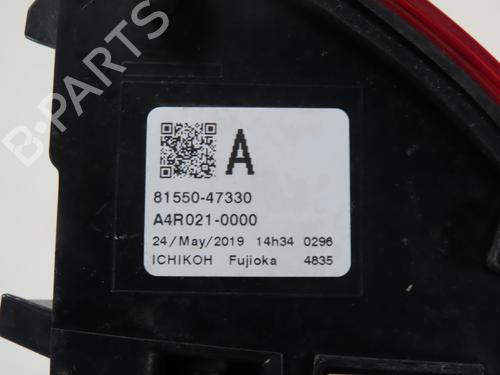 A
81550-47330
A4R021-0000
24/May/2019 14h34 0296
ICHIKOH Fujioka 4835
B-PARTS